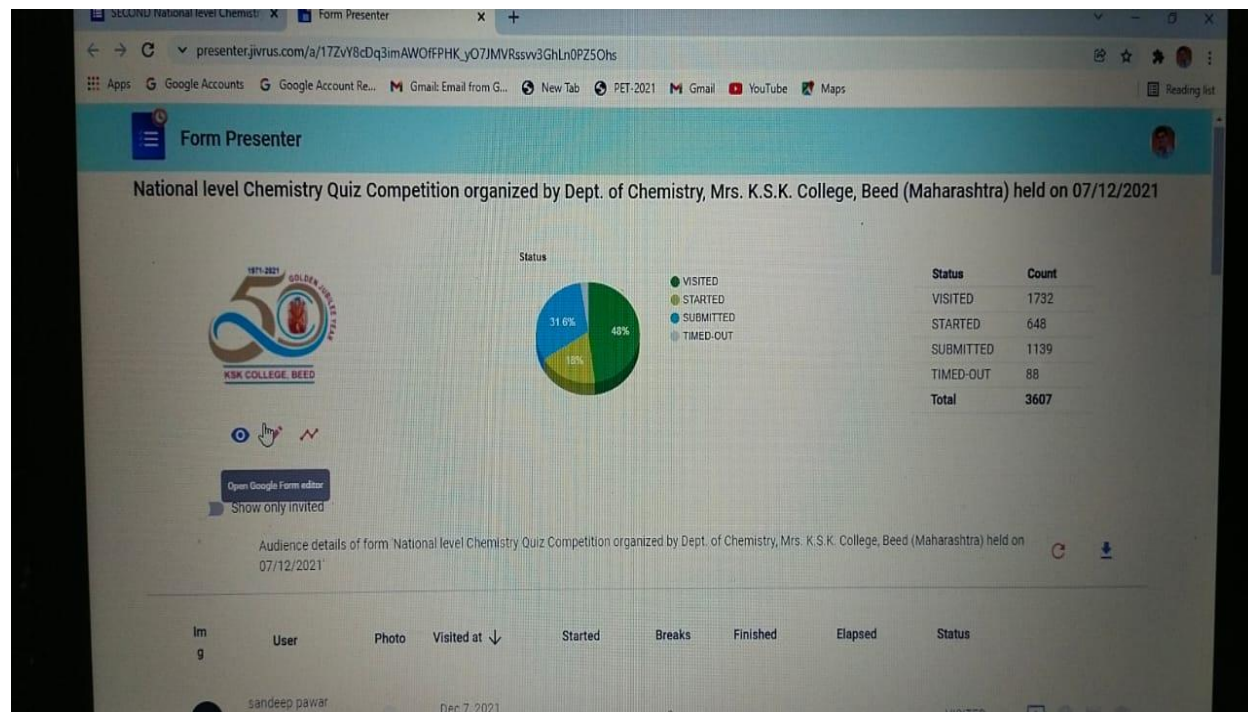 SECOND National level Chemist
Form Presenter
presenter.jivrus.com/a/17ZvY8cDq3imAWOfFPHK_yO7JMVRssvv3GhLn0PZ5Ohs
Apps Google Accounts Google Account Re... Gmail: Email from G... New Tab PET-2021 Gmail YouTube Maps Reading list
Form Presenter
National level Chemistry Quiz Competition organized by Dept. of Chemistry, Mrs. K.S.K. College, Beed (Maharashtra) held on 07/12/2021
1971-2021
GOLDEN JUBILEE YEAR
50
KSK COLLEGE, BEED
Status
31.6%
48%
18%
VISITED
STARTED
SUBMITTED
TIMED-OUT
Status Count
VISITED 1732
STARTED 648
SUBMITTED 1139
TIMED-OUT 88
Total 3607
Open Google Form editor
Show only invited
Audience details of form 'National level Chemistry Quiz Competition organized by Dept. of Chemistry, Mrs. K.S.K. College, Beed (Maharashtra) held on
07/12/2021'
Im
g
User Photo Visited at Started Breaks Finished Elapsed Status
sandeep pawar
Dec 7, 2021
VISITED